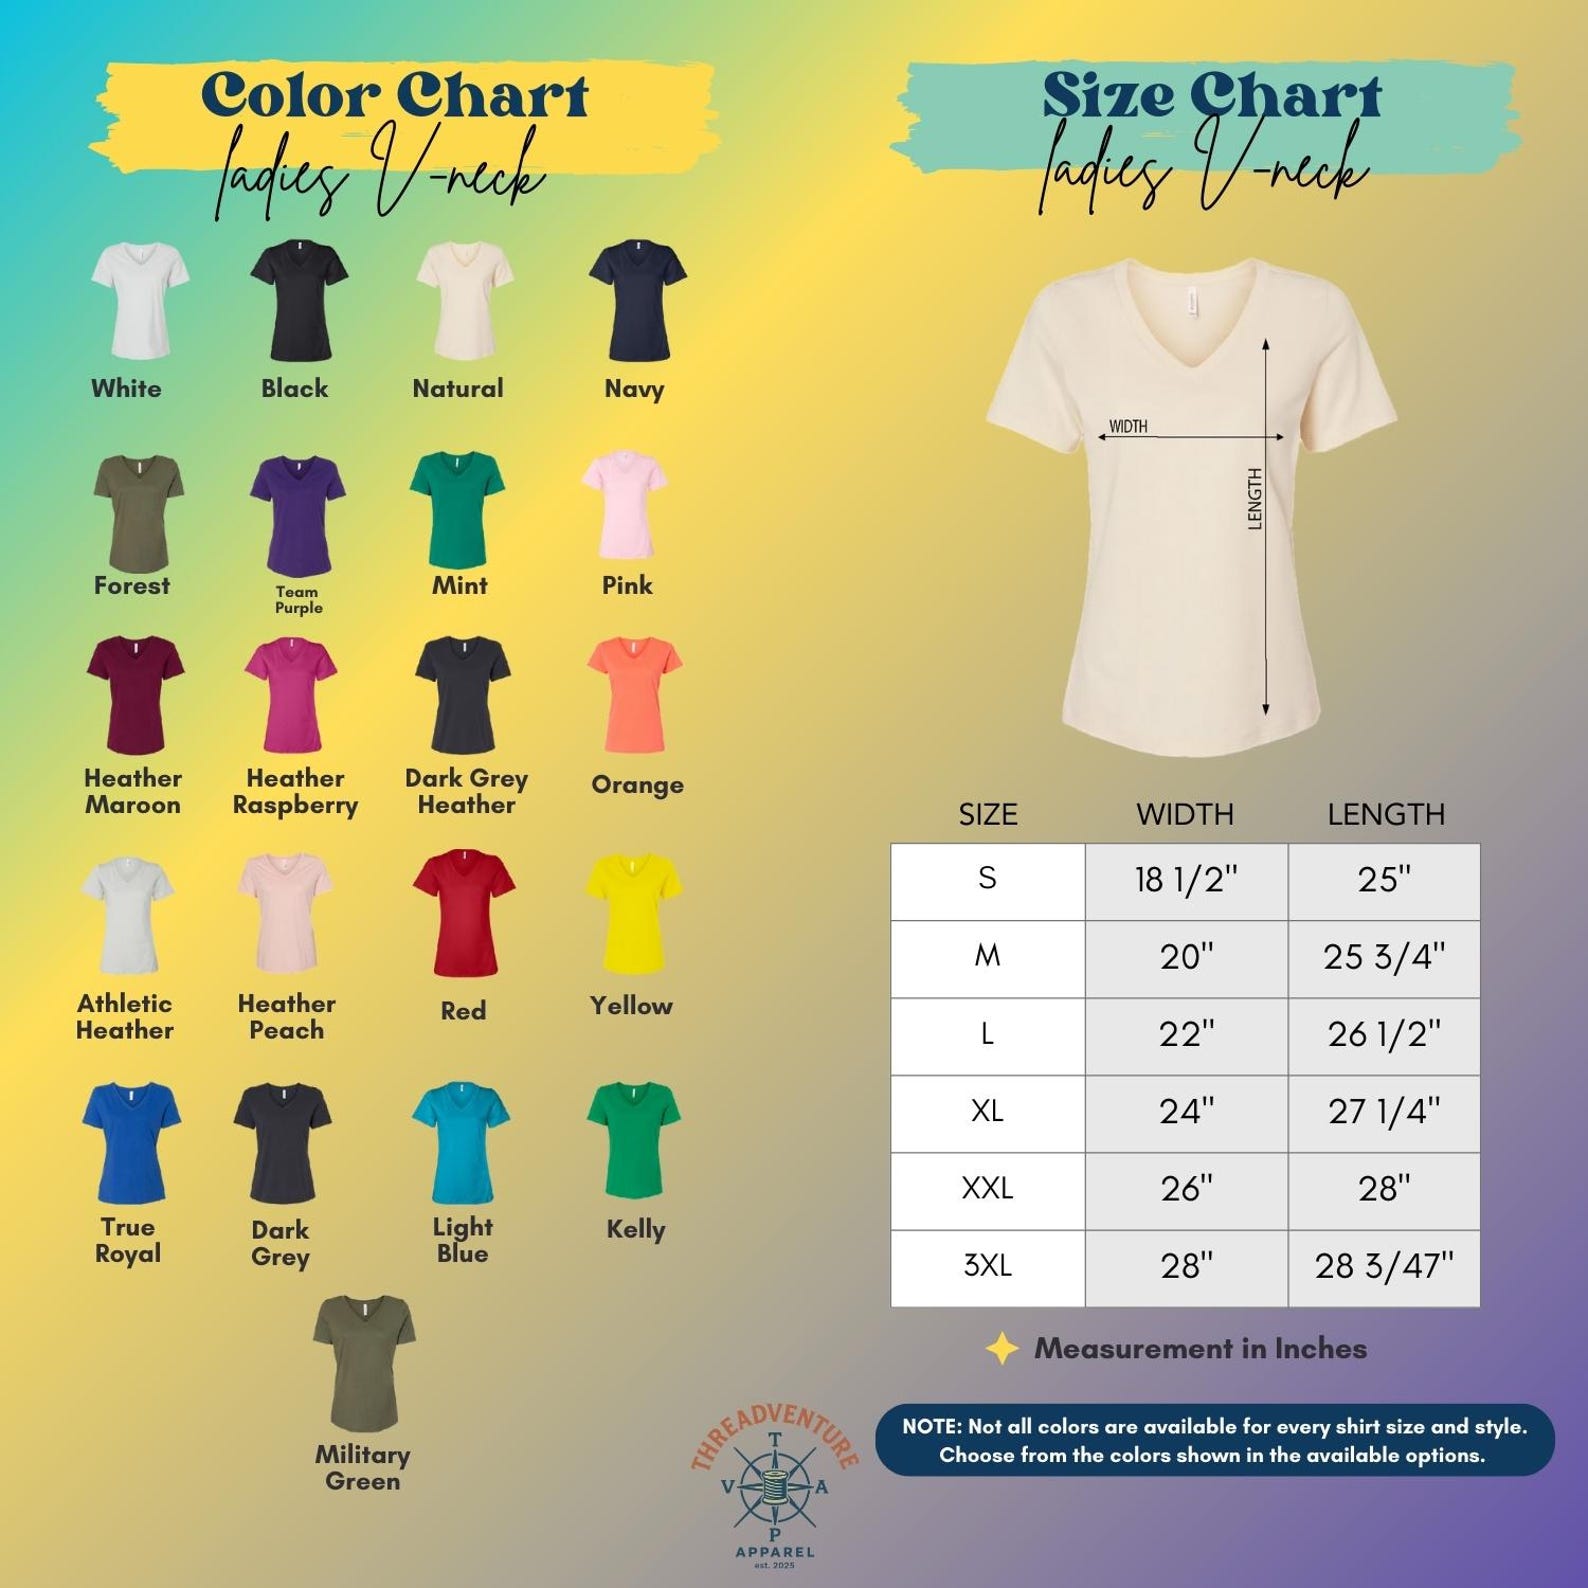 Color Chart
ladies V-neck
White
Black
Natural
Navy
Forest
Team
Purple
Mint
Pink
Heather
Maroon
Heather
Raspberry
Dark Grey
Heather
Orange
Athletic
Heather
Heather
Peach
Red
Yellow
True
Royal
Dark
Grey
Light
Blue
Kelly
Military
Green
Size Chart
ladies V-neck
WIDTH
LENGTH
SIZE WIDTH LENGTH
S 18 1/2" 25"
M 20" 25 3/4"
L 22" 26 1/2"
XL 24" 27 1/4"
XXL 26" 28"
3XL 28" 28 3/47"
Measurement in Inches
NOTE: Not all colors are available for every shirt size and style.
Choose from the colors shown in the available options.
THREADVENTURE
T
V A
P
APPAREL
est. 2025